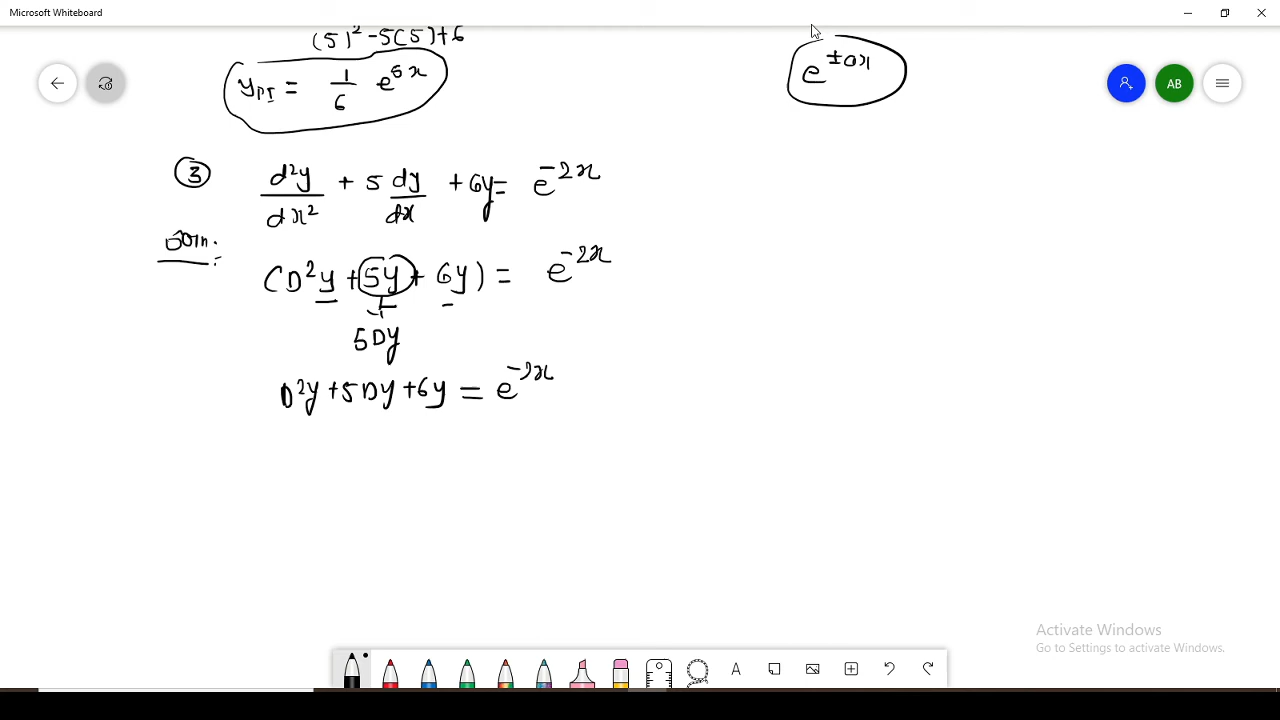 Microsoft Whiteboard
(5)² -5(5)+6
e^±ax
y_PI = 1/6 e^5x
AB
③ d²y/dx² + 5 dy/dx + 6y = e^-2x
Soln:
(D²y + 5y + 6y) = e^-2x
5Dy
D²y + 5Dy + 6y = e^-2x
Activate Windows
Go to Settings to activate Windows.
A